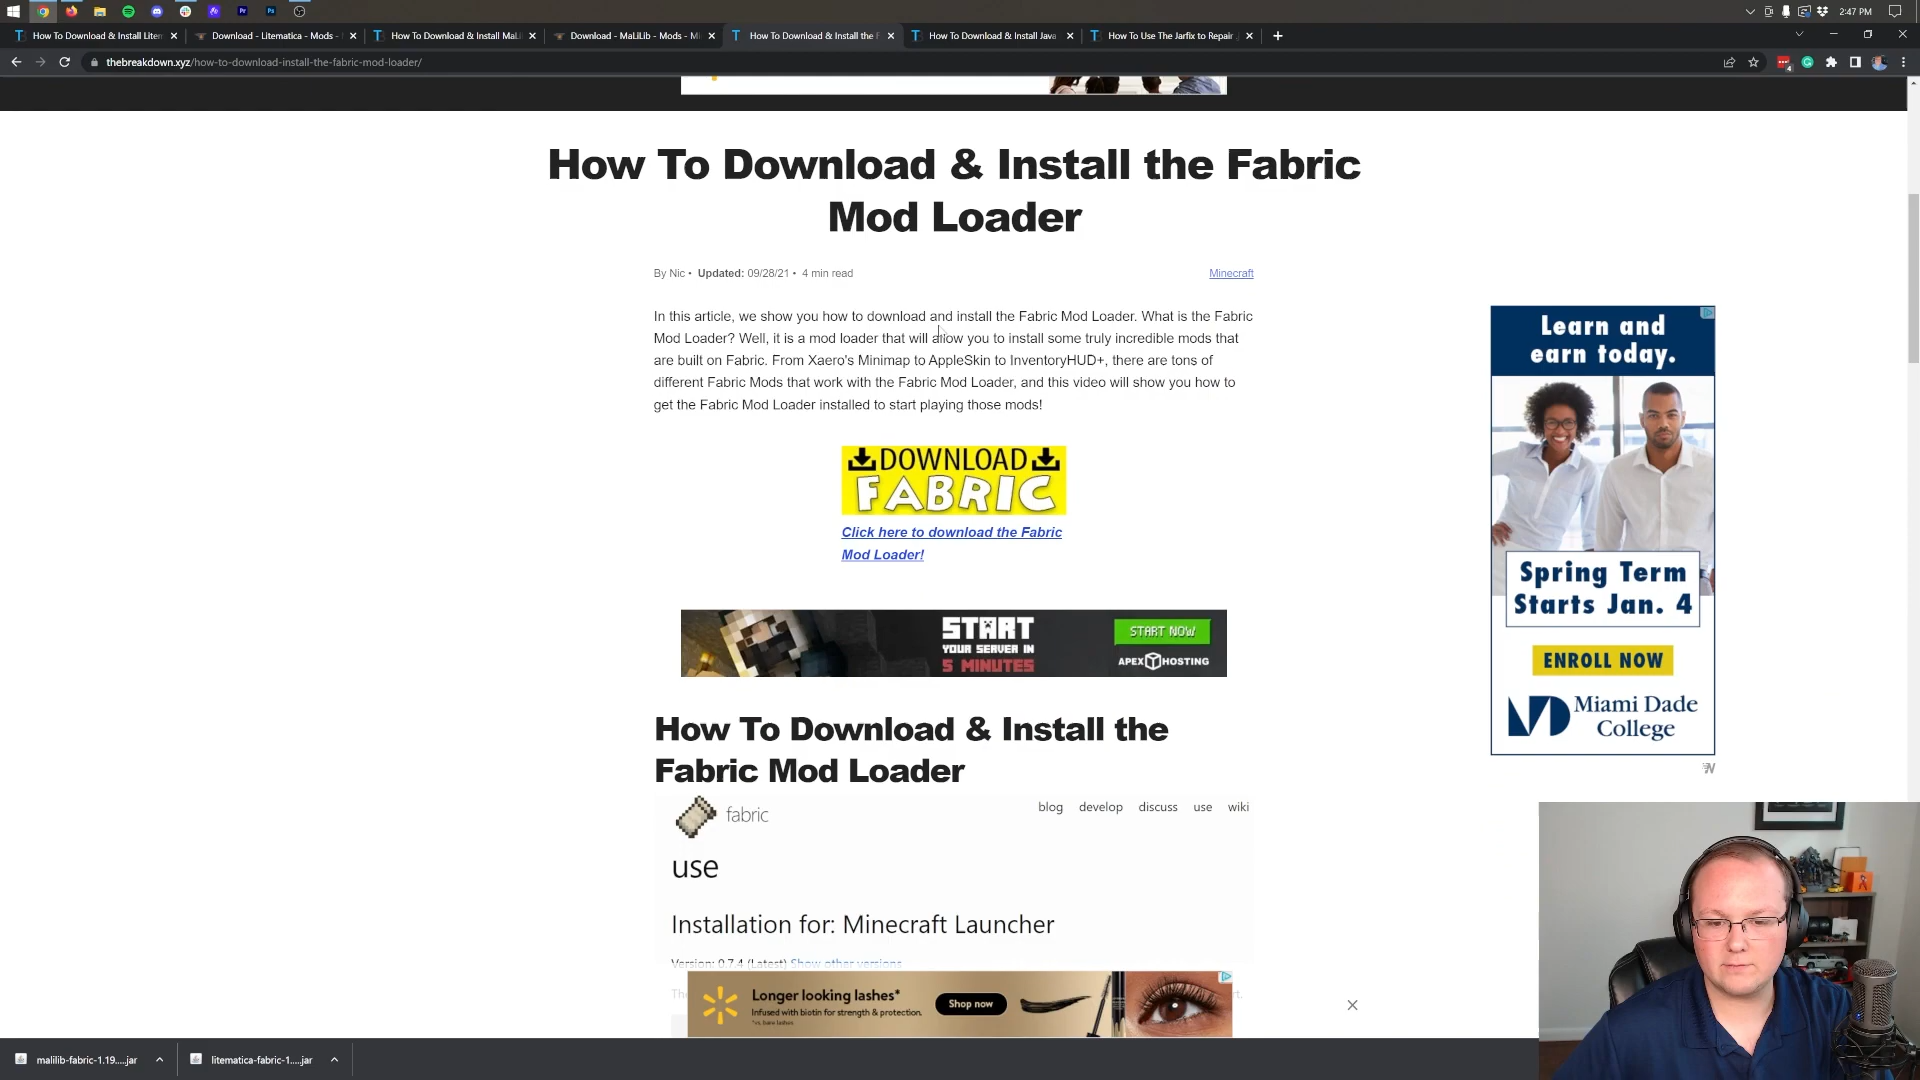 2:47 PM
How To Download & Install Liten
Download - Litematica - Mods -
How To Download & Install MaLi
Download - MaLiLib - Mods - M
How To Download & Install the F
How To Download & Install Java
How To Use The Jarfix to Repair
thebreakdown.xyz/how-to-download-install-the-fabric-mod-loader/
How To Download & Install the Fabric
Mod Loader
By Nic • Updated: 09/28/21 • 4 min read
Minecraft
In this article, we show you how to download and install the Fabric Mod Loader. What is the Fabric
Mod Loader? Well, it is a mod loader that will allow you to install some truly incredible mods that
are built on Fabric. From Xaero's Minimap to AppleSkin to InventoryHUD+, there are tons of
different Fabric Mods that work with the Fabric Mod Loader, and this video will show you how to
get the Fabric Mod Loader installed to start playing those mods!
DOWNLOAD
FABRIC
Click here to download the Fabric
Mod Loader!
START
YOUR SERVER IN
5 MINUTES
START NOW
APEX HOSTING
Learn and
earn today.
Spring Term
Starts Jan. 4
ENROLL NOW
Miami Dade
College
How To Download & Install the
Fabric Mod Loader
fabric
blog develop discuss use wiki
use
Installation for: Minecraft Launcher
Version: 0.7.4 (Latest) Show other versions
Longer looking lashes*
Infused with biotin for strength & protection.
*vs. bare lashes
Shop now
malilib-fabric-1.19....jar
litematica-fabric-1....jar